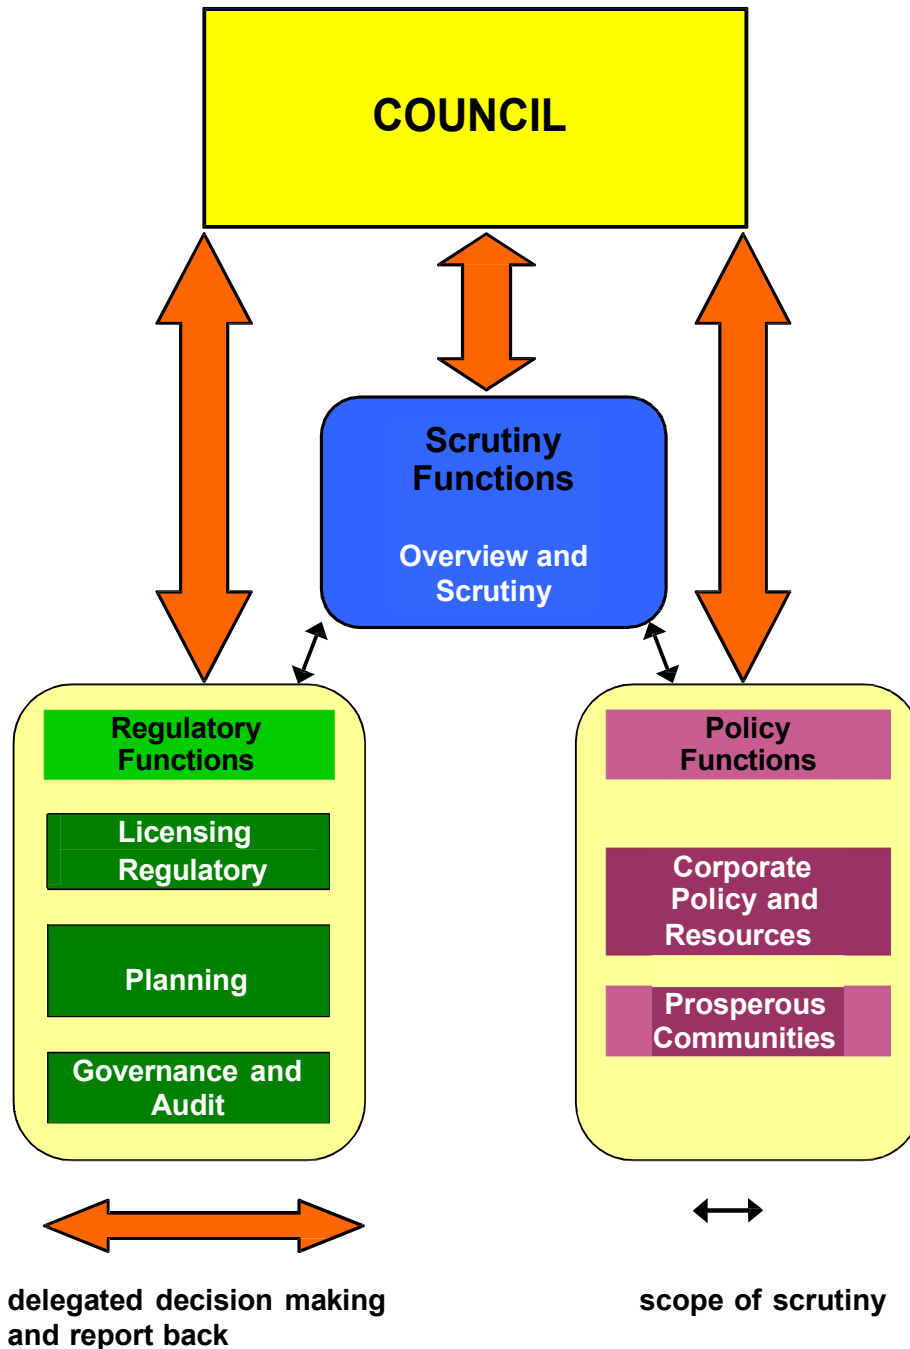 COUNCIL
Scrutiny
Functions
Overview and
Scrutiny
Regulatory
Functions
Licensing
Regulatory
Planning
Governance and
Audit
Policy
Functions
Corporate
Policy and
Resources
Prosperous
Communities
delegated decision making
and report back
scope of scrutiny